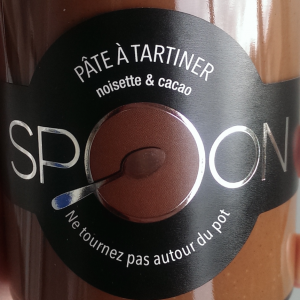 PÂTE À TARTINER
noisette & cacao
SPOON
Ne tournez pas autour du pot